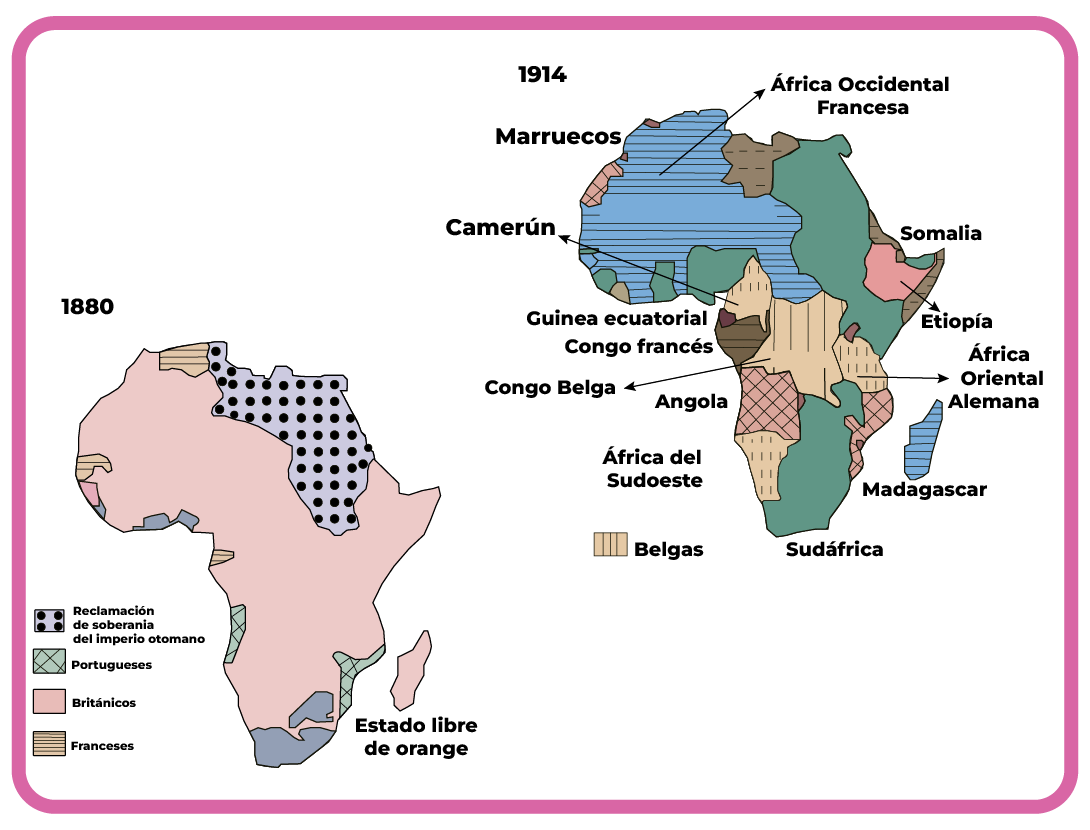 1914
África Occidental
Francesa
Marruecos
Camerún
Somalia
Guinea ecuatorial
Etiopía
Congo francés
África
Oriental
Alemana
Congo Belga
Angola
África del
Sudoeste
Madagascar
Belgas
Sudáfrica
1880
Reclamación
de soberania
del imperio otomano
Portugueses
Británicos
Franceses
Estado libre
de orange